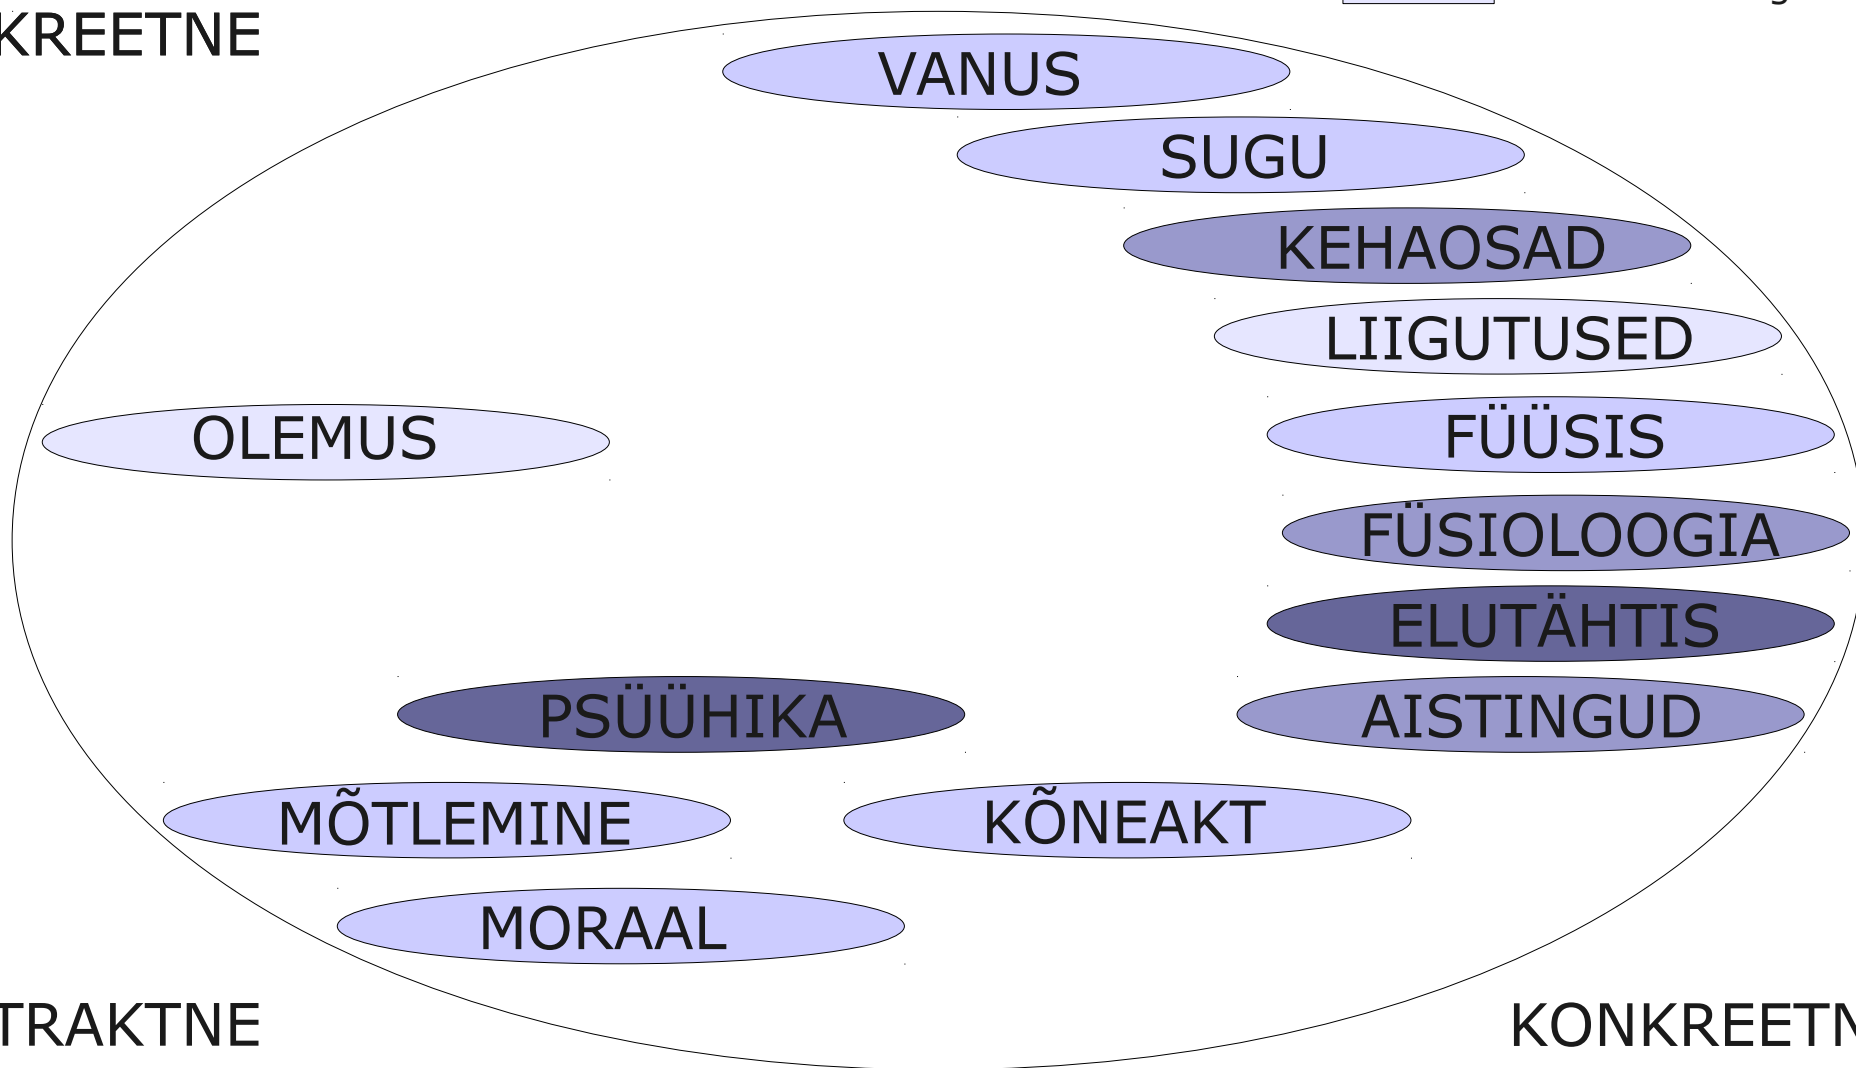 KREETNE
VANUS
SUGU
KEHAOSAD
LIIGUTUSED
FÜÜSIS
OLEMUS
FÜSIOLOOGIA
ELUTÄHTIS
PSÜÜHIKA
AISTINGUD
MÕTLEMINE
KÕNEAKT
MORAAL
TRAKTNE
KONKREETN